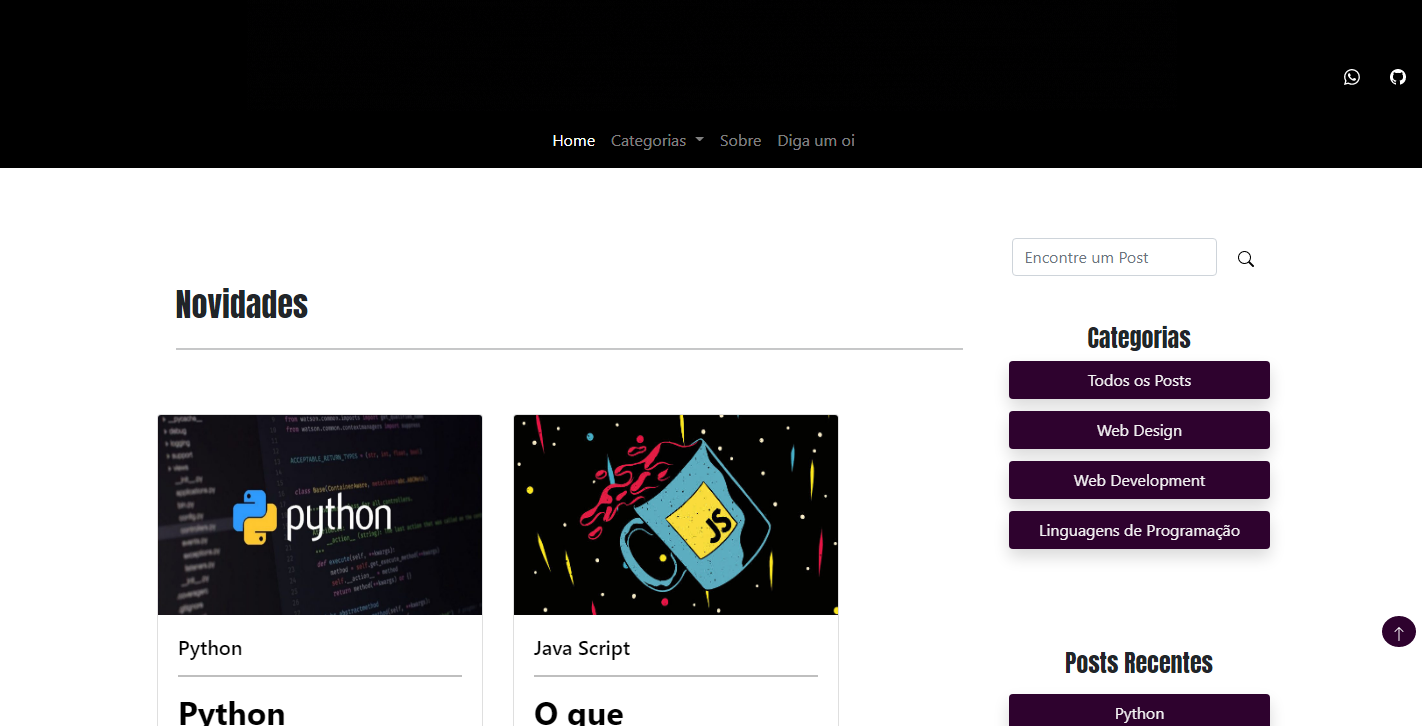 Home Categorias Sobre Diga um oi
Encontre um Post
Novidades
Categorias
Todos os Posts
Web Design
Web Development
Linguagens de Programação
python
JS
Python
Java Script
Python
O que
Posts Recentes
Python